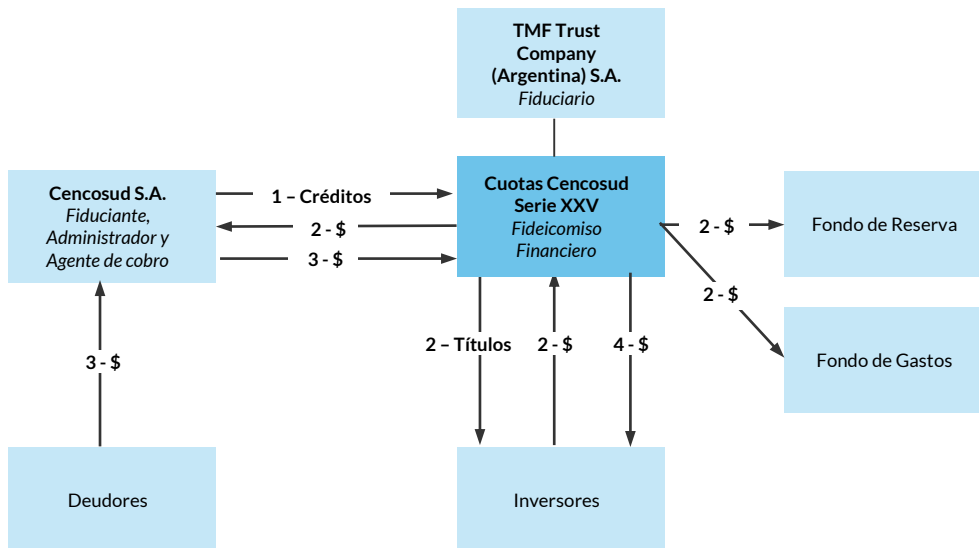 TMF Trust
Company
(Argentina) S.A.
Fiduciario
Cencosud S.A.
Fiduciante,
Administrador y
Agente de cobro
1 – Créditos
2 - $
3 - $
Cuotas Cencosud
Serie XXV
Fideicomiso
Financiero
2 - $
Fondo de Reserva
2 - $
Fondo de Gastos
3 - $
2 – Títulos
2 - $
4 - $
Deudores
Inversores